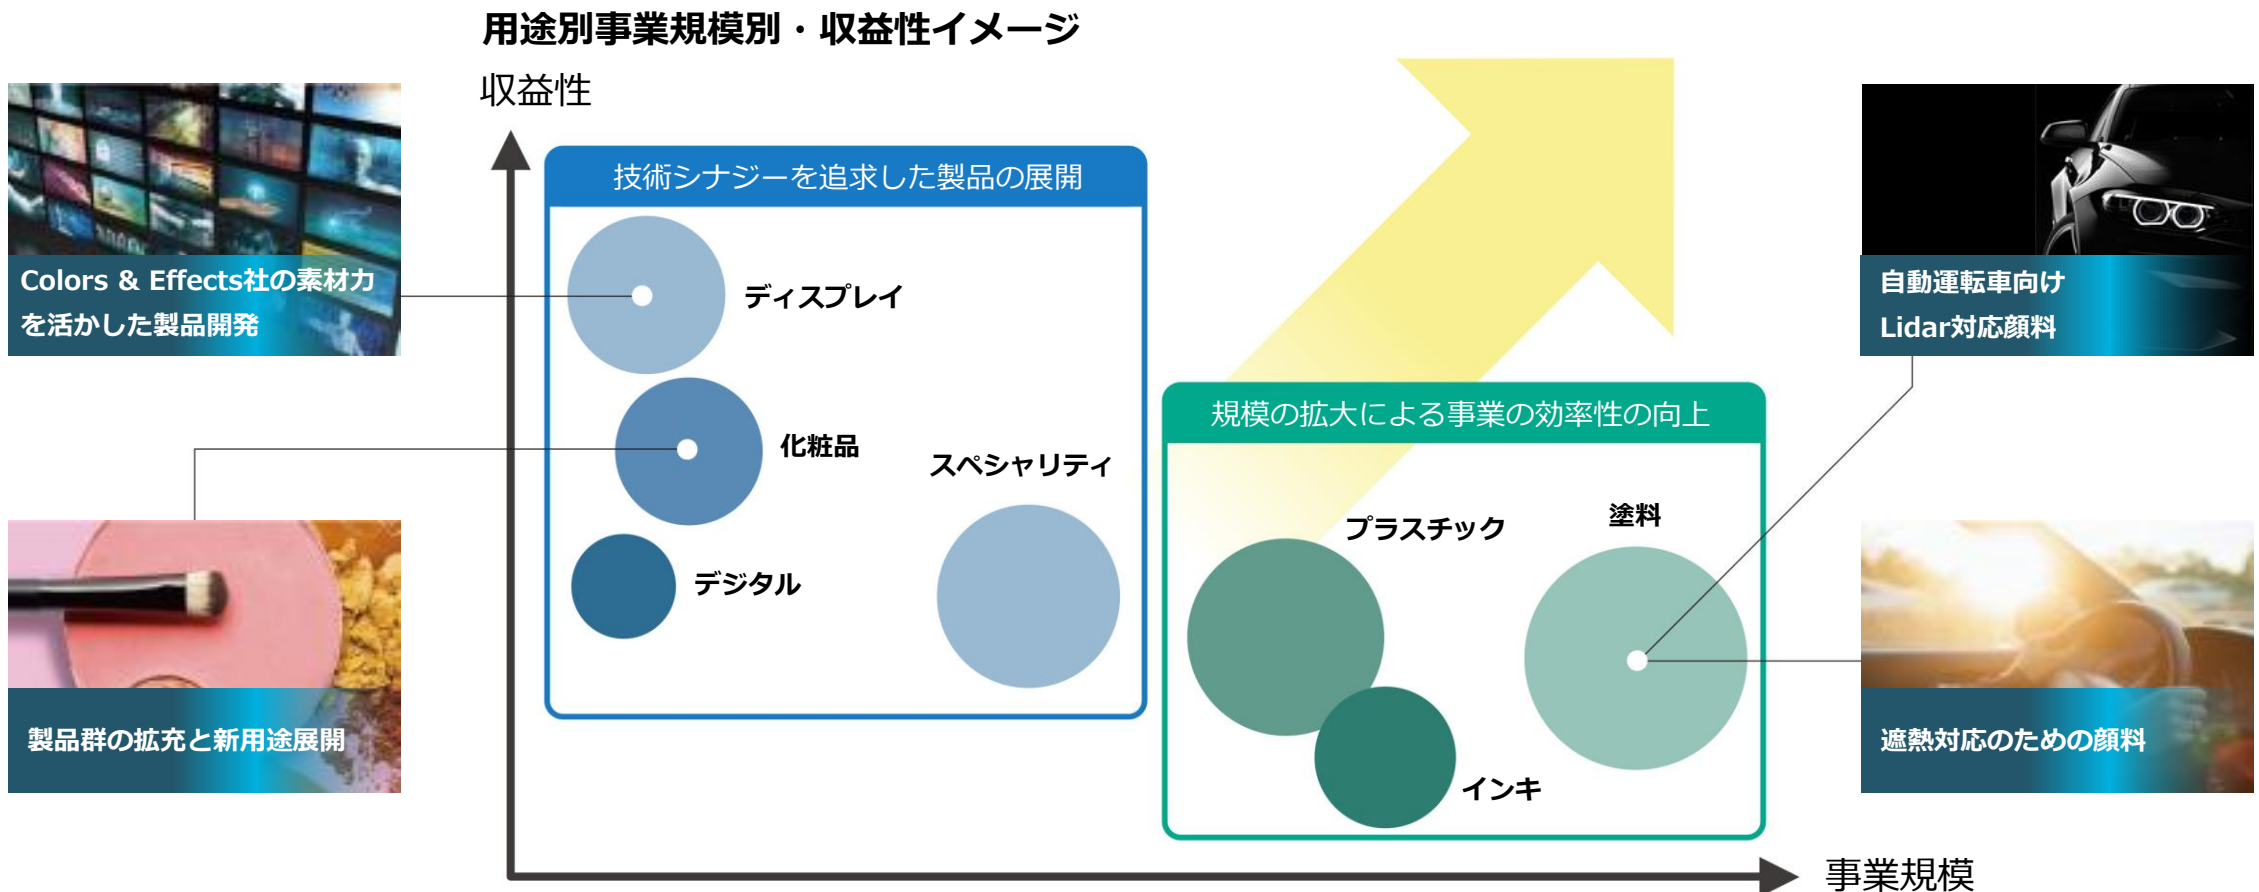 用途別事業規模別・収益性イメージ
収益性
技術シナジーを追求した製品の展開
Colors & Effects社の素材力
を活かした製品開発
ディスプレイ
自動運転車向け
Lidar対応顔料
規模の拡大による事業の効率性の向上
化粧品
スペシャリティ
プラスチック
塗料
デジタル
製品群の拡充と新用途展開
遮熱対応のための顔料
インキ
事業規模